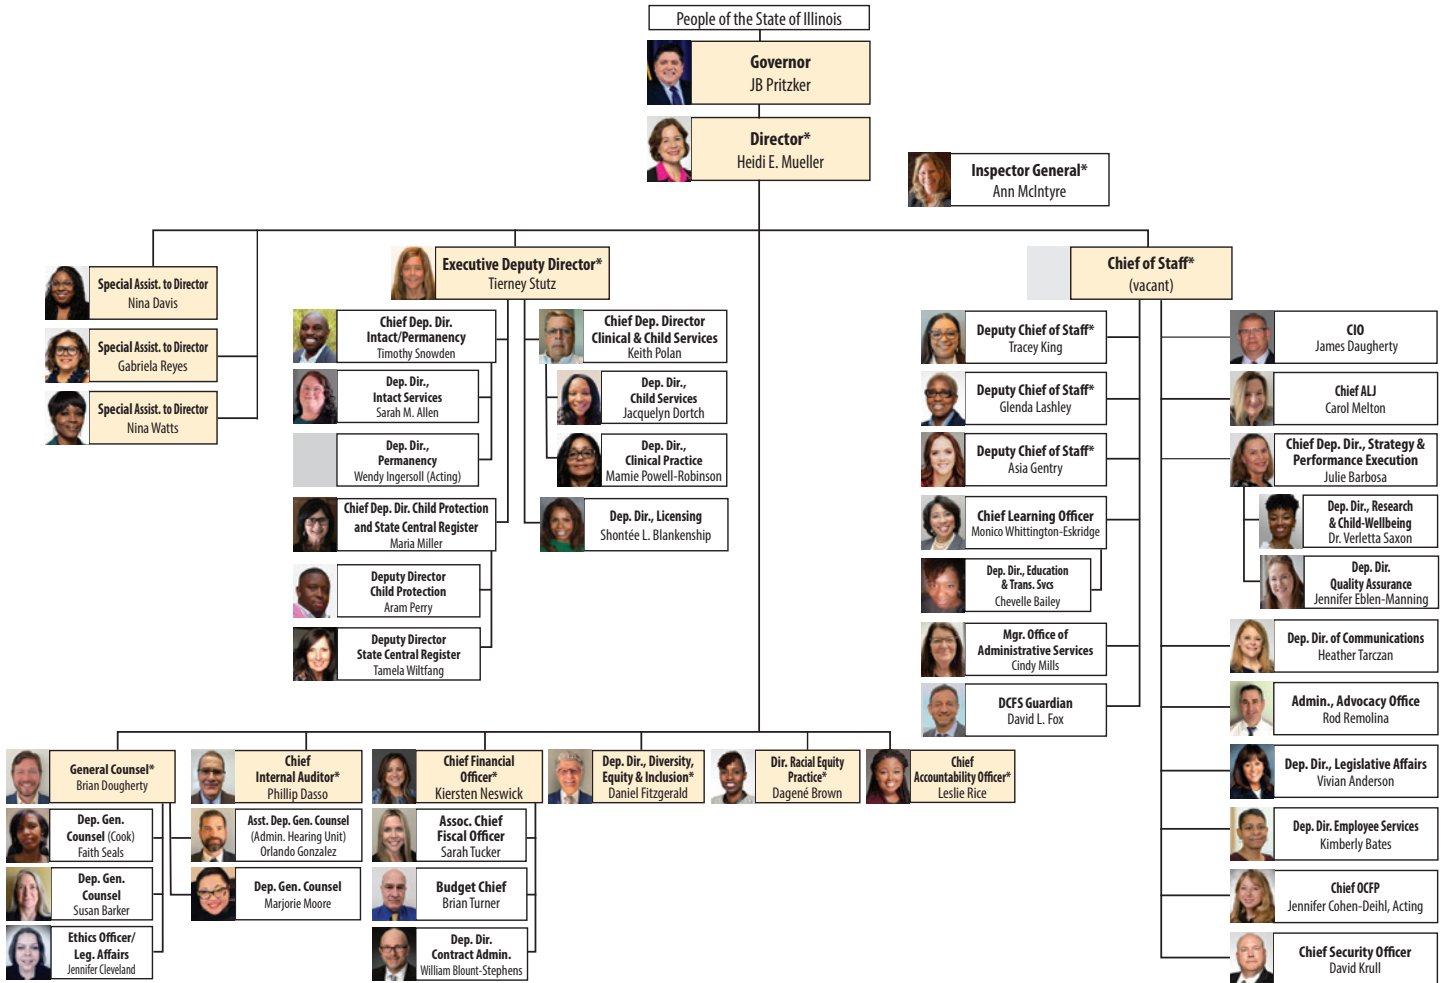 People of the State of Illinois
Governor
JB Pritzker
Director*
Heidi E. Mueller
Inspector General*
Ann McIntyre
Special Assist. to Director
Nina Davis
Special Assist. to Director
Gabriela Reyes
Special Assist. to Director
Nina Watts
Executive Deputy Director*
Tierney Stutz
Chief Dep. Dir.
Intact/Permanency
Timothy Snowden
Dep. Dir.,
Intact Services
Sarah M. Allen
Dep. Dir.,
Permanency
Wendy Ingersoll (Acting)
Chief Dep. Dir. Child Protection
and State Central Register
Maria Miller
Deputy Director
Child Protection
Aram Perry
Deputy Director
State Central Register
Tamela Wiltfang
Chief Dep. Director
Clinical & Child Services
Keith Polan
Dep. Dir.,
Child Services
Jacquelyn Dortch
Dep. Dir.,
Clinical Practice
Mamie Powell-Robinson
Dep. Dir., Licensing
Shontée L. Blankenship
Chief of Staff*
(vacant)
Deputy Chief of Staff*
Tracey King
Deputy Chief of Staff*
Glenda Lashley
Deputy Chief of Staff*
Asia Gentry
Chief Learning Officer
Monico Whittington-Eskridge
Dep. Dir., Education
& Trans. Svcs
Chevelle Bailey
Mgr. Office of
Administrative Services
Cindy Mills
DCFS Guardian
David L. Fox
CIO
James Daugherty
Chief ALJ
Carol Melton
Chief Dep. Dir., Strategy &
Performance Execution
Julie Barbosa
Dep. Dir., Research
& Child-Wellbeing
Dr. Verletta Saxon
Dep. Dir.
Quality Assurance
Jennifer Eblen-Manning
Dep. Dir. of Communications
Heather Tarczan
Admin., Advocacy Office
Rod Remolina
Dep. Dir., Legislative Affairs
Vivian Anderson
Dep. Dir. Employee Services
Kimberly Bates
Chief OCFP
Jennifer Cohen-Deihl, Acting
Chief Security Officer
David Krull
General Counsel*
Brian Dougherty
Dep. Gen.
Counsel (Cook)
Faith Seals
Dep. Gen.
Counsel
Susan Barker
Ethics Officer/
Leg. Affairs
Jennifer Cleveland
Chief
Internal Auditor*
Phillip Dasso
Asst. Dep. Gen. Counsel
(Admin. Hearing Unit)
Orlando Gonzalez
Dep. Gen. Counsel
Marjorie Moore
Chief Financial
Officer*
Kiersten Neswick
Assoc. Chief
Fiscal Officer
Sarah Tucker
Budget Chief
Brian Turner
Dep. Dir.
Contract Admin.
William Blount-Stephens
Dep. Dir., Diversity,
Equity & Inclusion*
Daniel Fitzgerald
Dir. Racial Equity
Practice*
Dagené Brown
Chief
Accountability Officer*
Leslie Rice